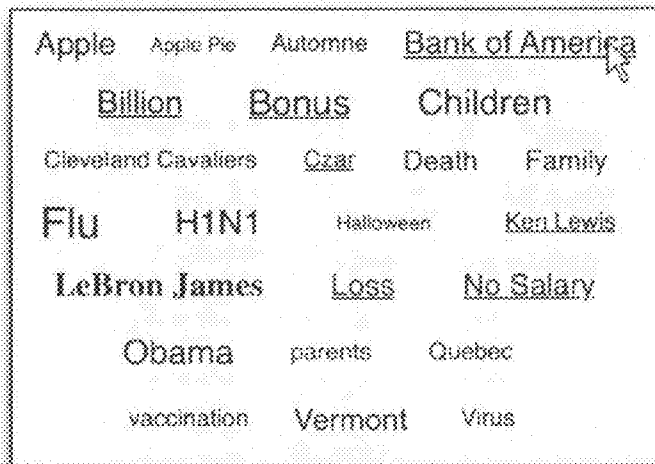 Apple Apple Pie Automne Bank of America
Billion Bonus Children
Cleveland Cavaliers Czar Death Family
Flu H1N1 Halloween Ken Lewis
LeBron James Loss No Salary
Obama parents Quebec
vaccination Vermont Virus